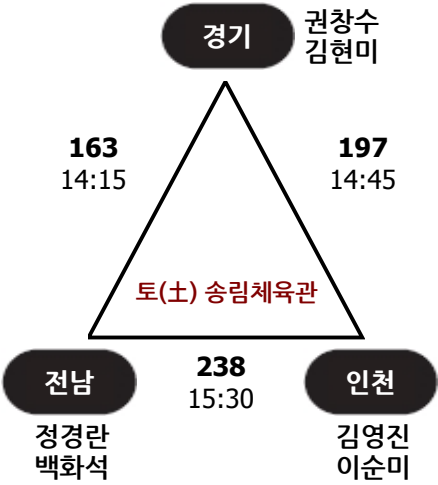 경기
권창수
김현미
163
14:15
197
14:45
토(土) 송림체육관
전남
238
15:30
인천
정경란
백화석
김영진
이순미